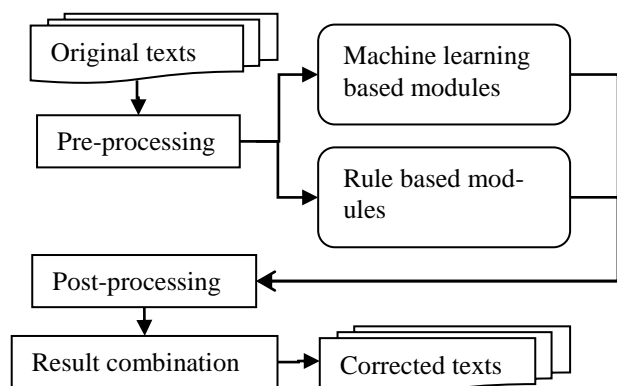 Original texts
Machine learning
based modules
Pre-processing
Rule based mod-
ules
Post-processing
Result combination
Corrected texts